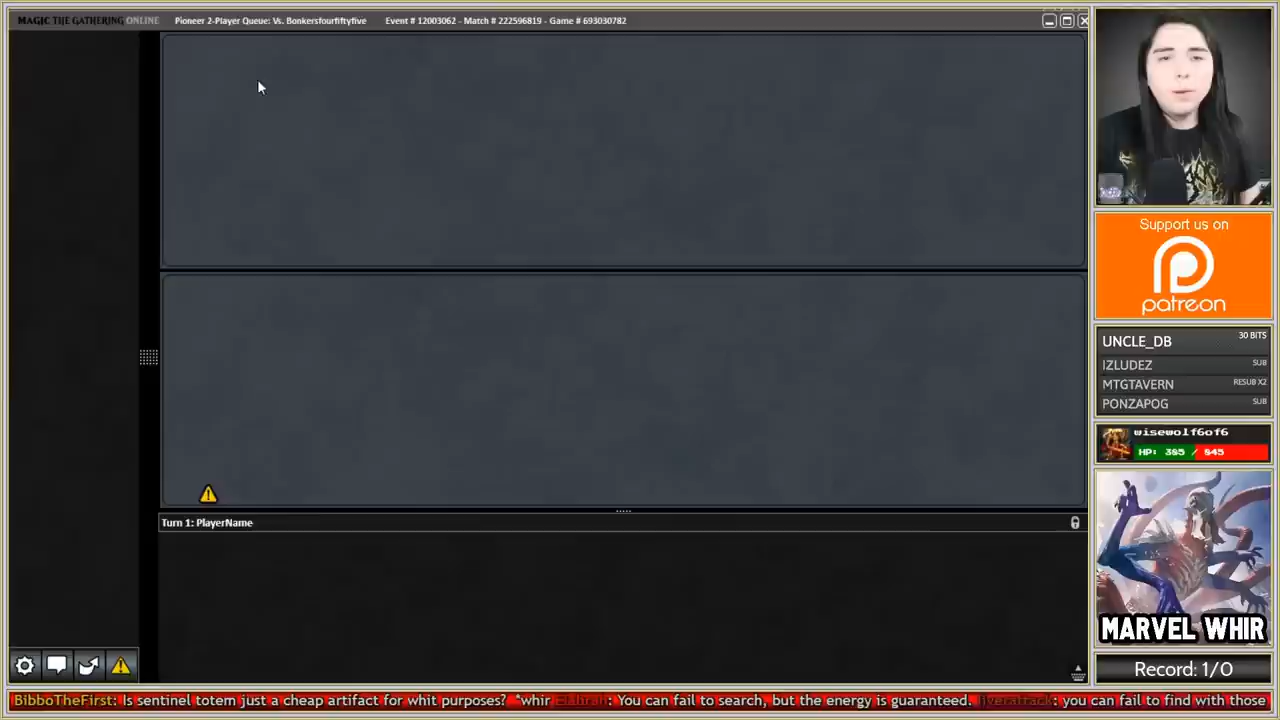 MAGIC THE GATHERING ONLINE Pioneer 2-Player Queue: Vs. Bonkersfourfiftyfive Event # 12003062 - Match # 222596819 - Game # 693030782
Support us on
patreon
UNCLE_DB 30 BITS
IZLUDEZ SUB
MTGTAVERN RESUB X2
PONZAPOG SUB
wisewolf6of6
HP: 385 / 845
Turn 1: PlayerName
MARVEL WHIR
Record: 1/0
BibboTheFirst: Is sentinel totem just a cheap artifact for whit purposes? *whir : You can fail to search, but the energy is guaranteed. : you can fail to find with those